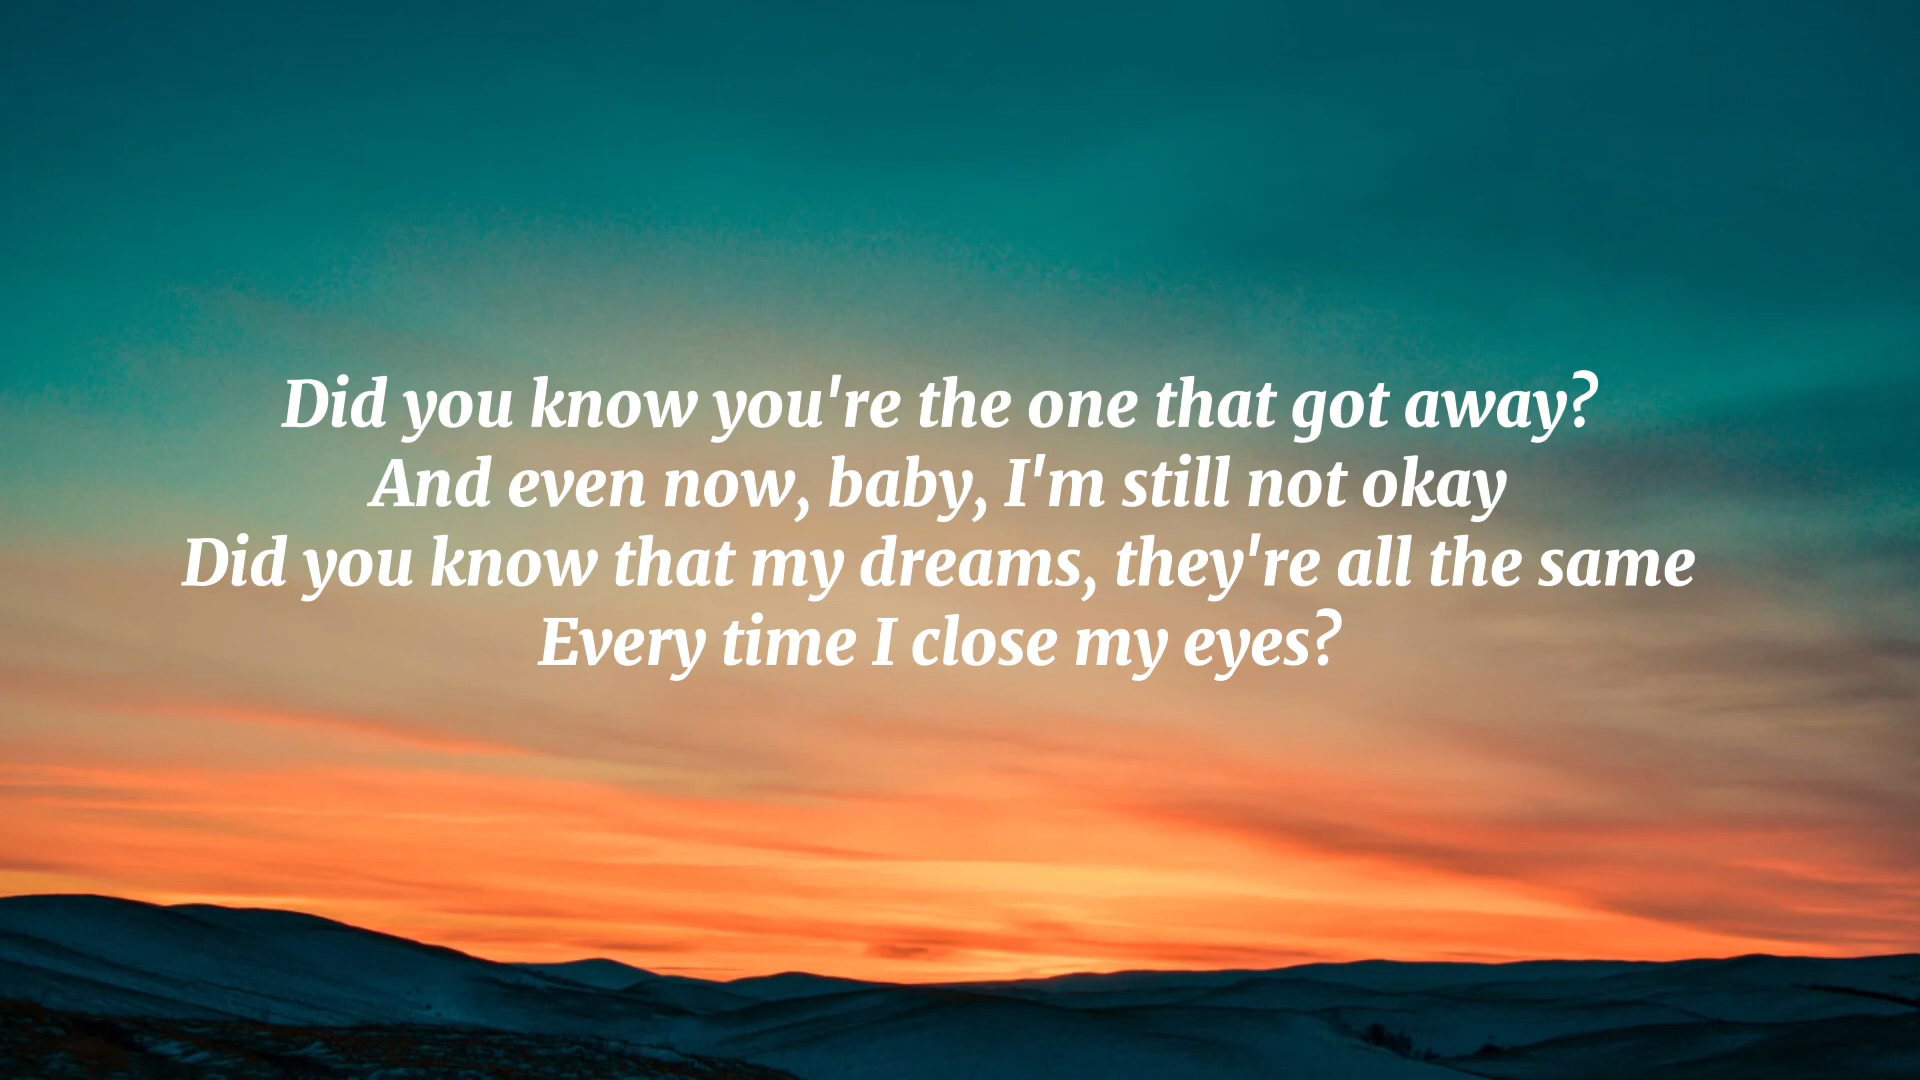 Did you know you're the one that got away?
And even now, baby, I'm still not okay
Did you know that my dreams, they're all the same
Every time I close my eyes?